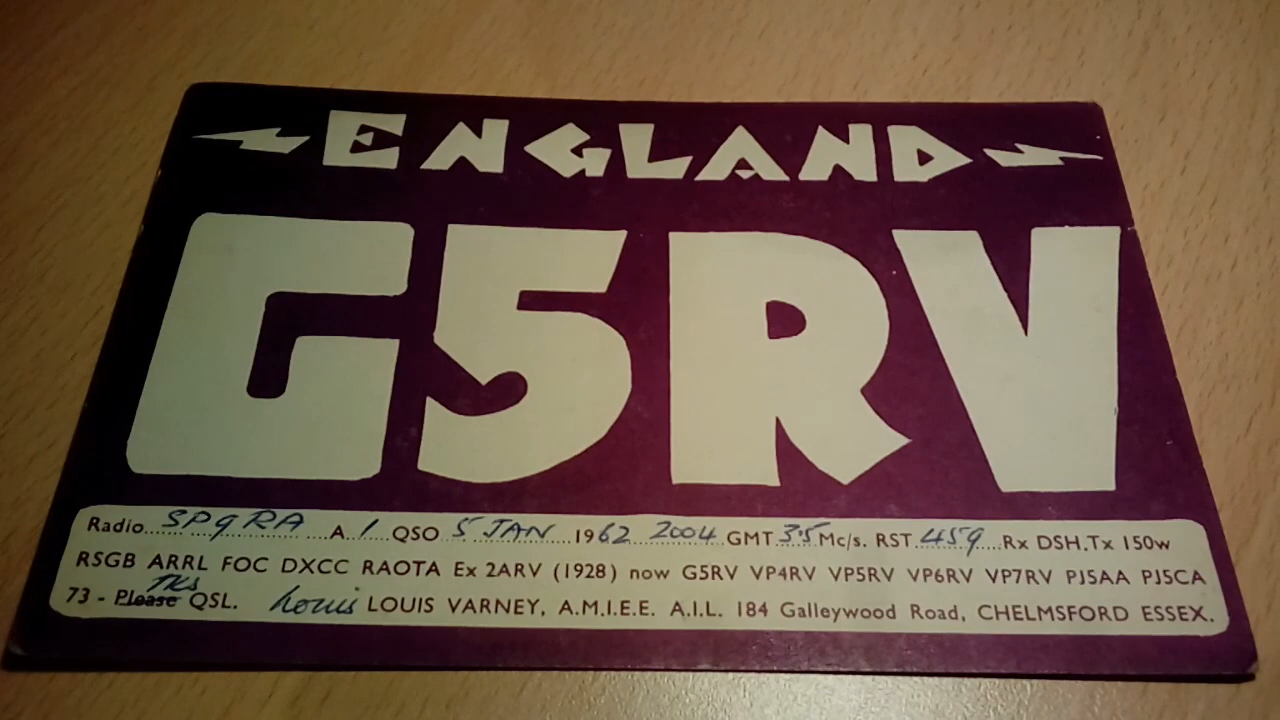 ENGLAND
G5RV
Radio...SP9RA...A.1...QSO 5 JAN...1962 2004 GMT 3.5 Mc/s. RST 459...Rx DSH.Tx 150w
RSGB ARRL FOC DXCC RAOTA Ex 2ARV (1928) now G5RV VP4RV VP5RV VP6RV VP7RV PJ5AA PJ5CA
TKS
73 - Please QSL. Louis LOUIS VARNEY, A.M.I.E.E. A.I.L. 184 Galleywood Road, CHELMSFORD ESSEX.